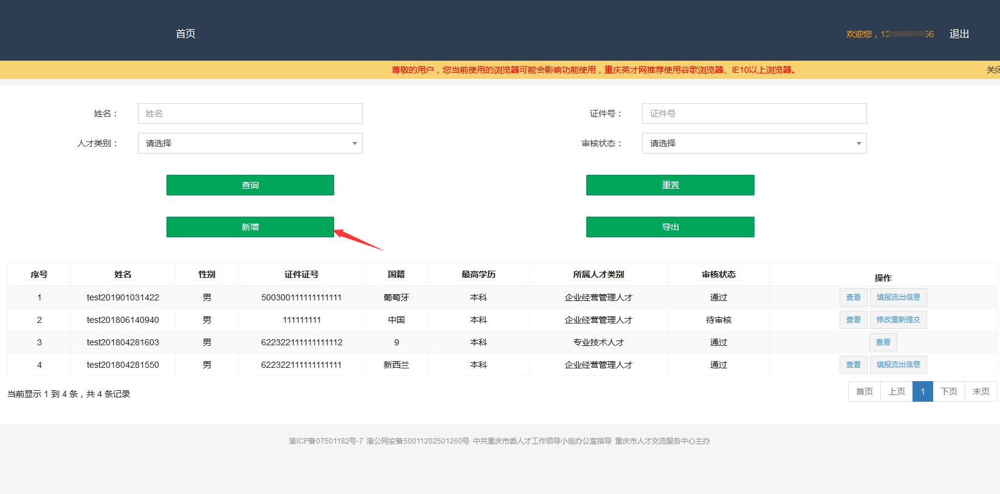 首页
欢迎您，13 56 退出
尊敬的用户，您当前使用的浏览器可能会影响功能使用，重庆英才网推荐使用谷歌浏览器、IE10以上浏览器。 关闭
姓名： 姓名 证件号： 证件号
人才类别： 请选择 审核状态： 请选择
查询 重置
新增 导出
序号 姓名 性别 证件证号 国籍 最高学历 所属人才类别 审核状态 操作
1 test201901031422 男 500300111111111111 葡萄牙 本科 企业经营管理人才 通过 查看 填报流出信息
2 test201806140940 男 111111111 中国 本科 企业经营管理人才 待审核 查看 修改重新提交
3 test201804281603 男 622322111111111112 9 本科 专业技术人才 通过 查看
4 test201804281550 男 622322111111111111 新西兰 本科 企业经营管理人才 通过 查看 填报流出信息
当前显示 1 到 4 条，共 4 条记录 首页 上页 1 下页 末页
渝ICP备07501182号-7 渝公网安备50011202501260号 中共重庆市委人才工作领导小组办公室指导 重庆市人才交流服务中心主办